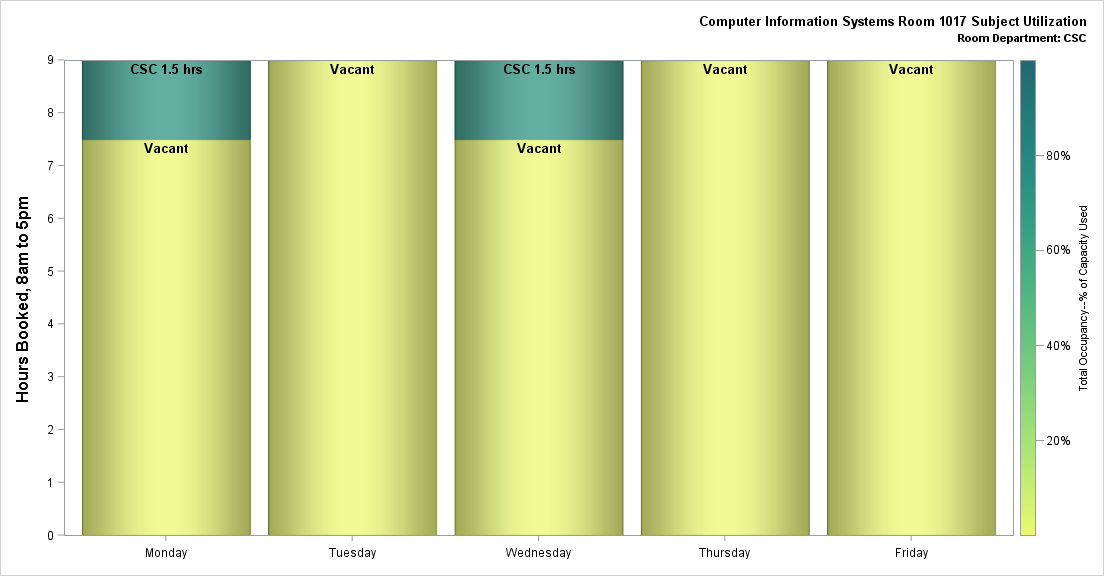 Computer Information Systems Room 1017 Subject Utilization
Room Department: CSC
Hours Booked, 8am to 5pm
9
8
7
6
5
4
3
2
1
0
CSC 1.5 hrs
Vacant
Vacant
CSC 1.5 hrs
Vacant
Vacant
Vacant
Monday
Tuesday
Wednesday
Thursday
Friday
80%
60%
40%
20%
Total Occupancy--% of Capacity Used